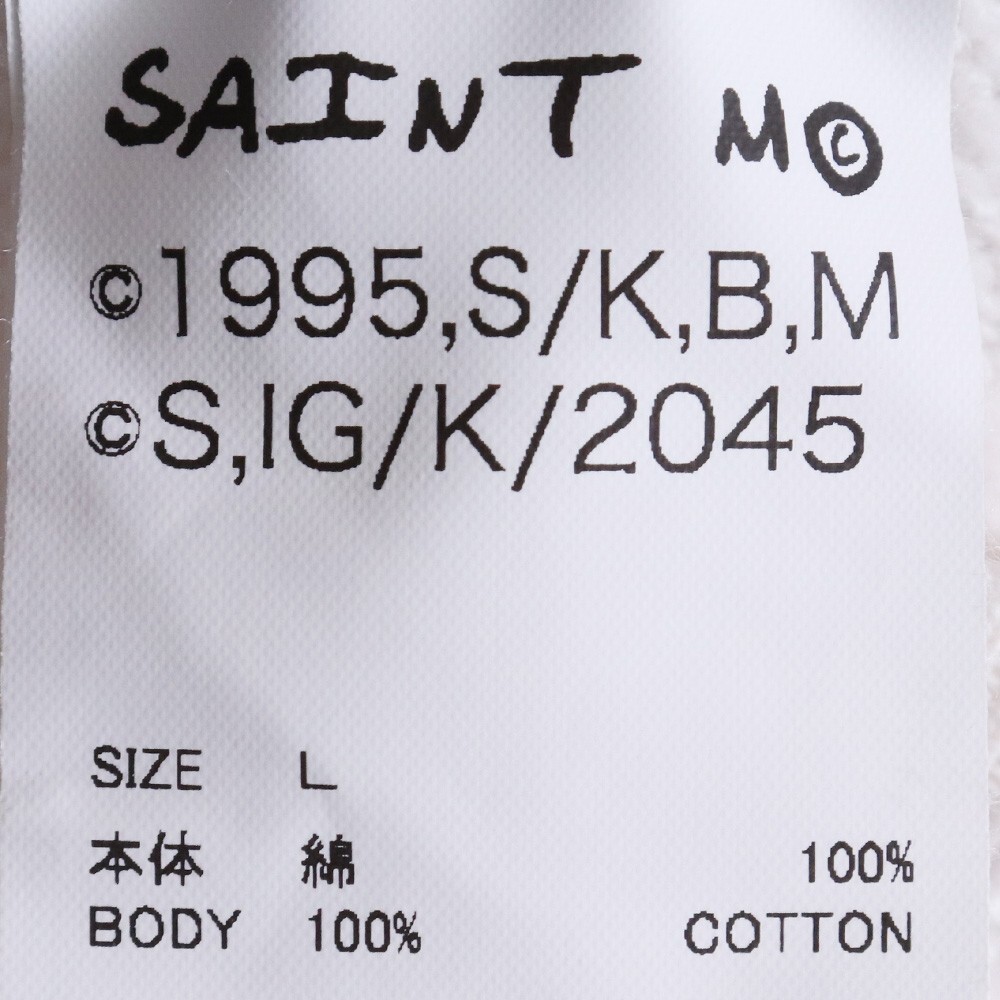 SAINT M©
©1995,S/K,B,M
©S,IG/K/2045
SIZE L
本体 綿 100%
BODY 100% COTTON